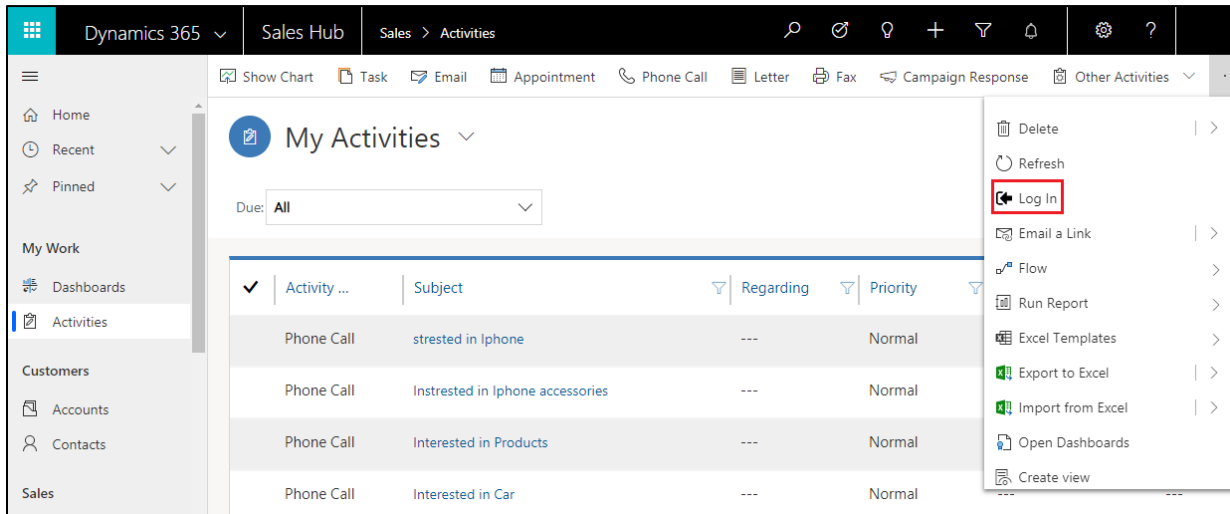 Dynamics 365 Sales Hub Sales > Activities ?
Show Chart Task Email Appointment Phone Call Letter Fax Campaign Response Other Activities
Home
Recent
Pinned
My Work
Dashboards
Activities
Customers
Accounts
Contacts
Sales
My Activities
Due: All
Activity ... Subject Regarding Priority
Phone Call strested in Iphone --- Normal
Phone Call Instrested in Iphone accessories --- Normal
Phone Call Interested in Products --- Normal
Phone Call Interested in Car --- Normal --- ---
Delete
Refresh
Log In
Email a Link
Flow
Run Report
Excel Templates
Export to Excel
Import from Excel
Open Dashboards
Create view